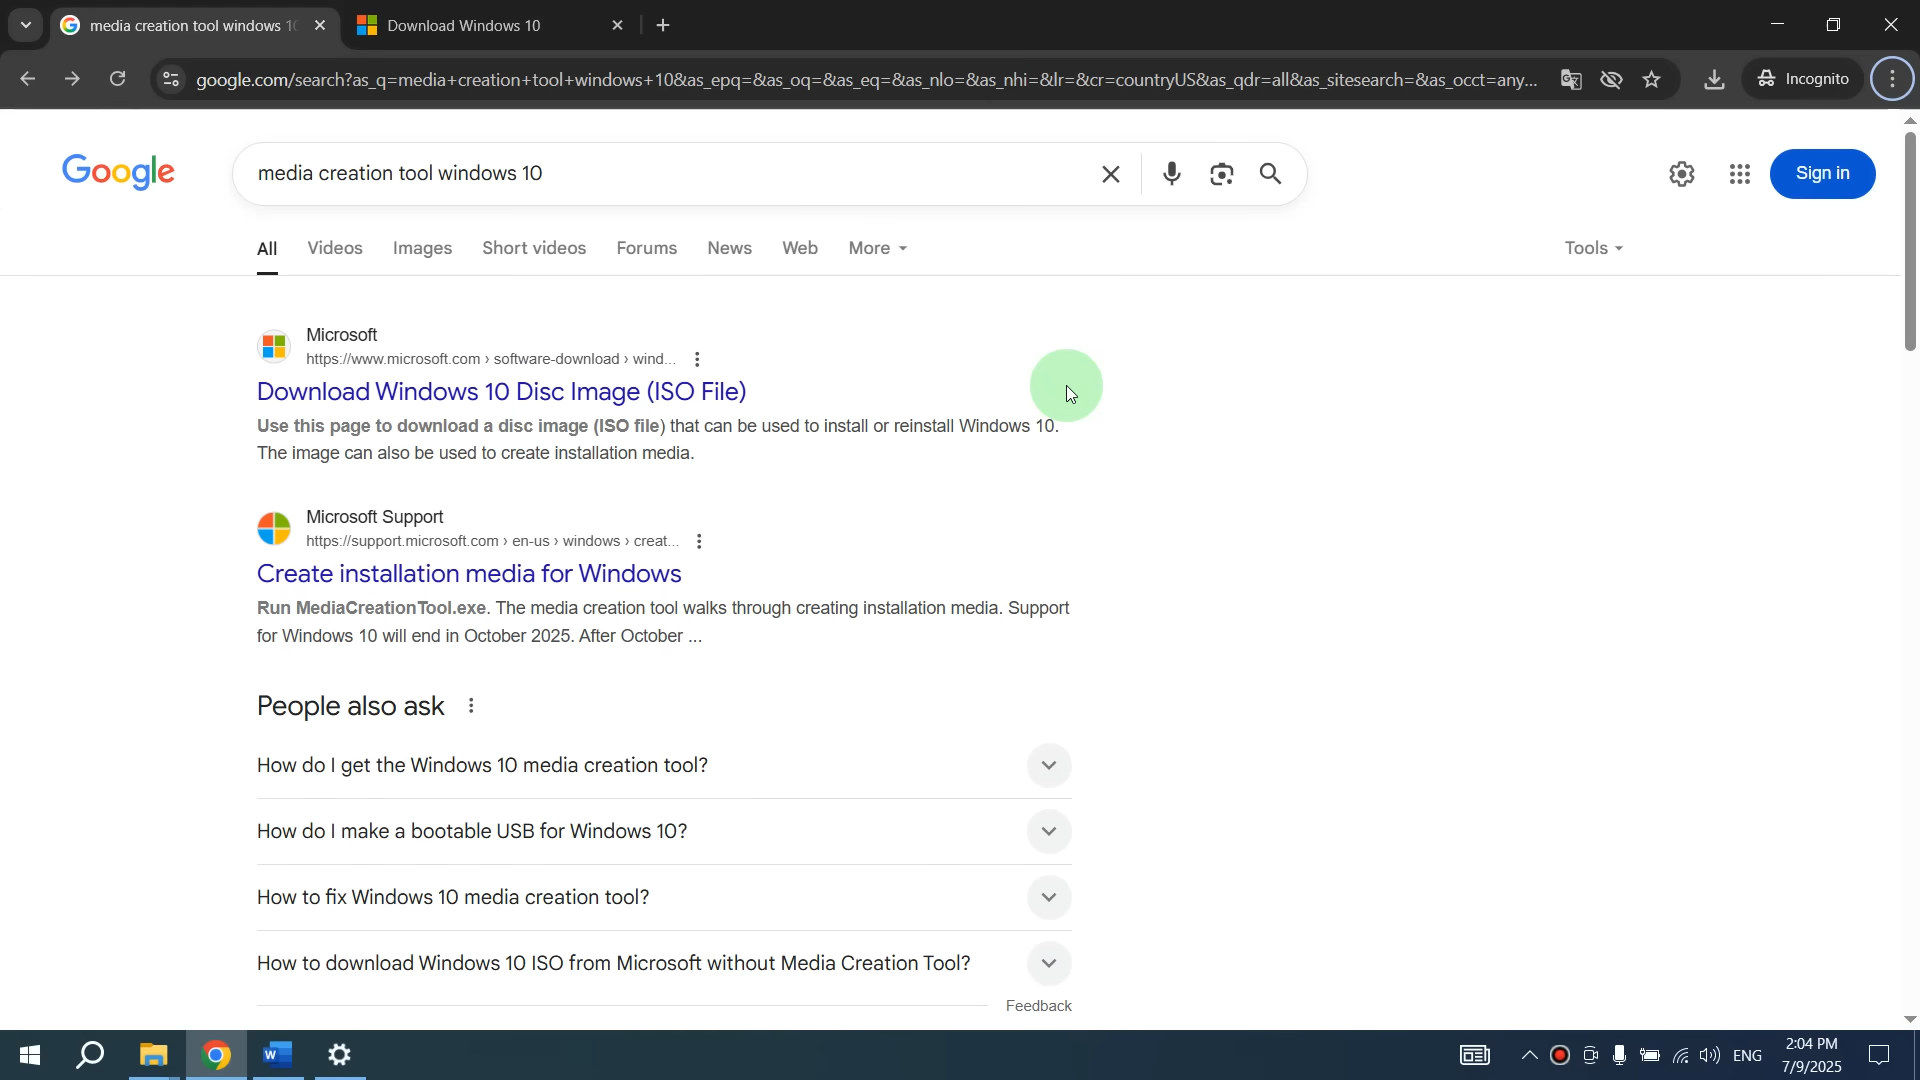 media creation tool windows 10
Download Windows 10
google.com/search?as_q=media+creation+tool+windows+10&as_epq=&as_oq=&as_eq=&as_nlo=&as_nhi=&lr=&cr=countryUS&as_qdr=all&as_sitesearch=&as_occt=any...
Incognito
Google
media creation tool windows 10
Sign in
All Videos Images Short videos Forums News Web More Tools
Microsoft
https://www.microsoft.com › software-download › wind...
Download Windows 10 Disc Image (ISO File)
Use this page to download a disc image (ISO file) that can be used to install or reinstall Windows 10.
The image can also be used to create installation media.
Microsoft Support
https://support.microsoft.com › en-us › windows › creat...
Create installation media for Windows
Run MediaCreationTool.exe. The media creation tool walks through creating installation media. Support
for Windows 10 will end in October 2025. After October ...
People also ask
How do I get the Windows 10 media creation tool?
How do I make a bootable USB for Windows 10?
How to fix Windows 10 media creation tool?
How to download Windows 10 ISO from Microsoft without Media Creation Tool?
Feedback
ENG
2:04 PM
7/9/2025